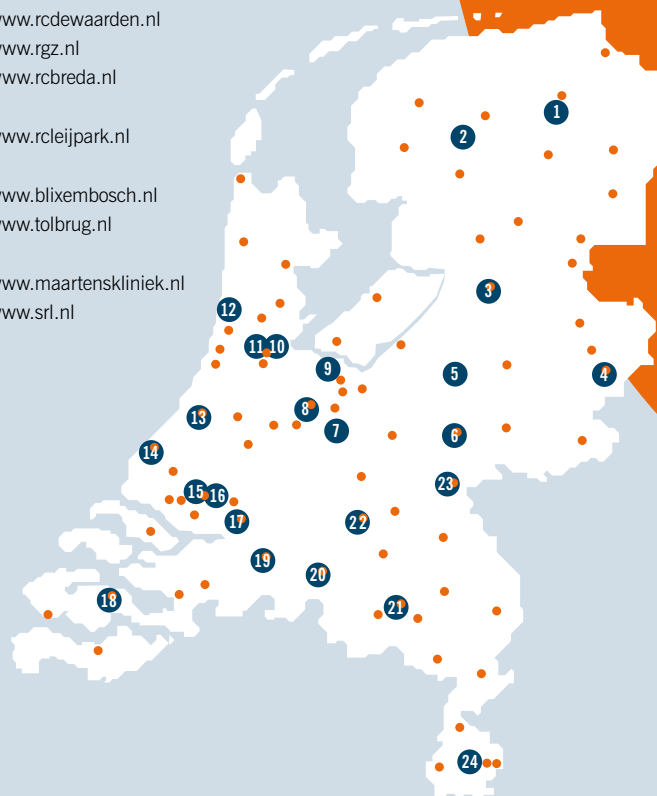 www.rcdewaarden.nl
www.rgz.nl
www.rcbreda.nl
www.rcleijpark.nl
www.blixembosch.nl
www.tolbrug.nl
www.maartenskliniek.nl
www.srl.nl
1
2
3
12
11 10
9
5
4
8
13
7
6
14
23
15 16
17
22
19
20
18
21
24